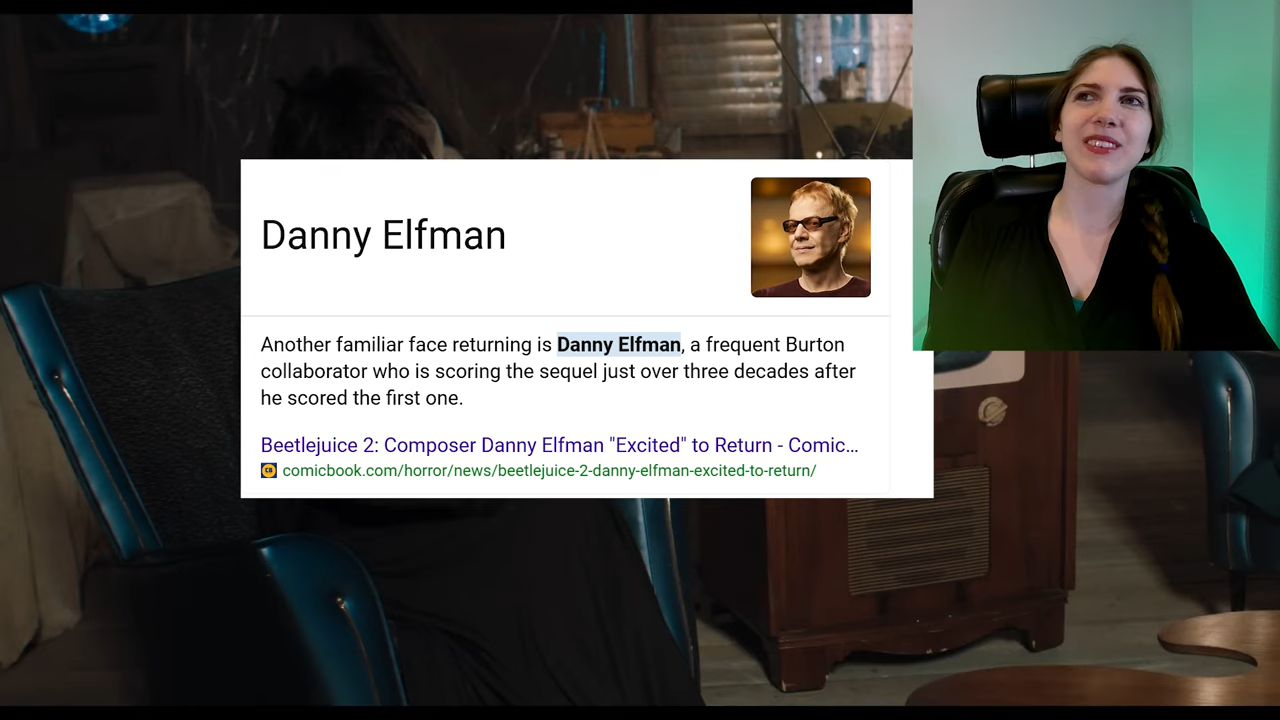 Danny Elfman
Another familiar face returning is Danny Elfman, a frequent Burton
collaborator who is scoring the sequel just over three decades after
he scored the first one.
Beetlejuice 2: Composer Danny Elfman "Excited" to Return - Comic...
CB comicbook.com/horror/news/beetlejuice-2-danny-elfman-excited-to-return/